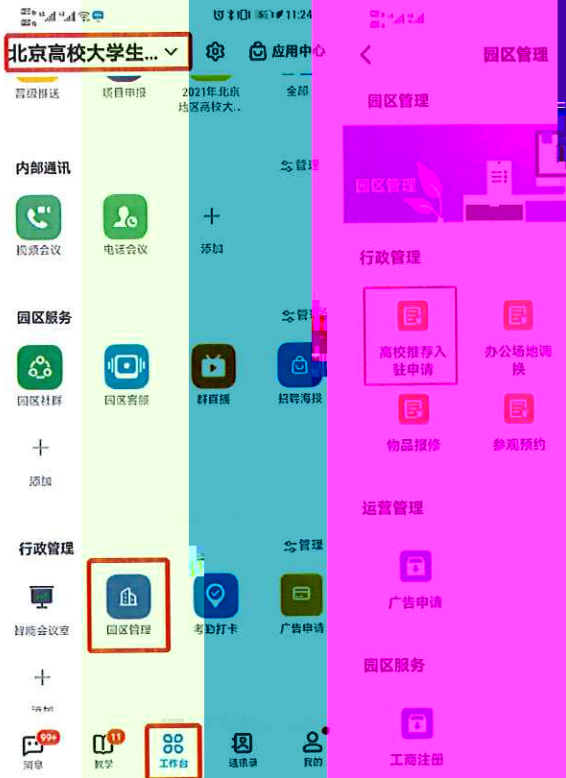 11:24
北京高校大学生...
应用中心
晋级推送
项目申报
2021年北京
地区高校大..
全部
内部通讯
管理
视频会议
电话会议
添加
园区服务
管理
园区社群
园区客服
群直播
招聘海报
添加
行政管理
管理
智能会议室
园区管理
考勤打卡
广告申请
添加
99+
消息
11
教学
工作台
通讯录
我的
园区管理
园区管理
园区管理
行政管理
高校推荐入
驻申请
办公场地调
换
物品报修
参观预约
运营管理
广告申请
园区服务
工商注册